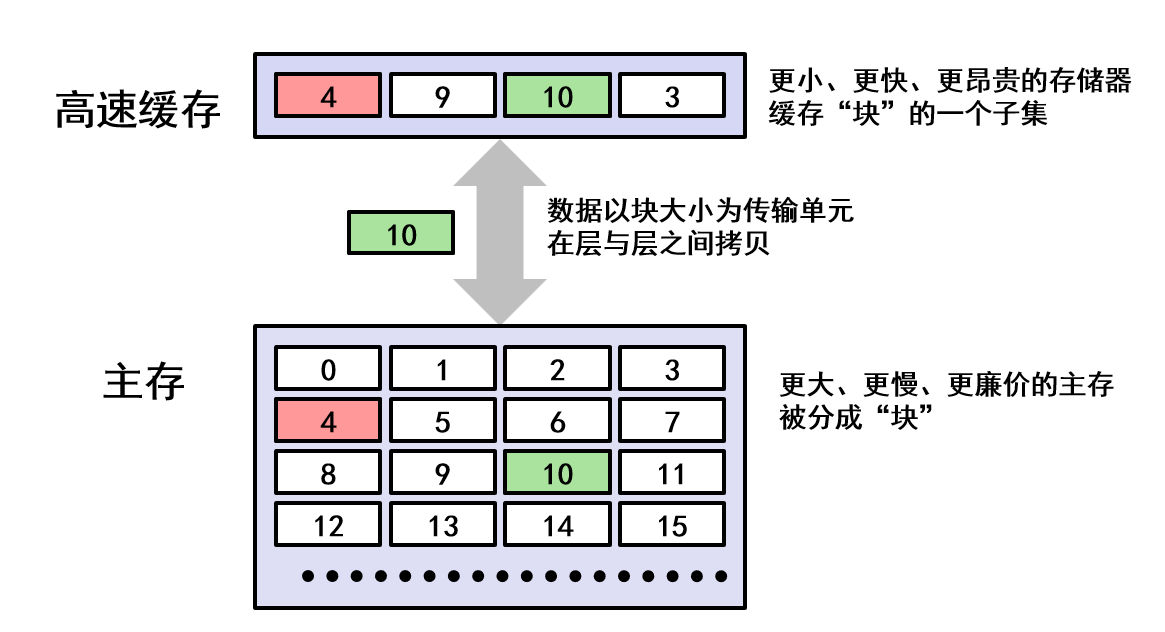 高速缓存
4 9 10 3
更小、更快、更昂贵的存储器
缓存“块”的一个子集
10
数据以块大小为传输单元
在层与层之间拷贝
主存
0 1 2 3
4 5 6 7
8 9 10 11
12 13 14 15
更大、更慢、更廉价的主存
被分成“块”